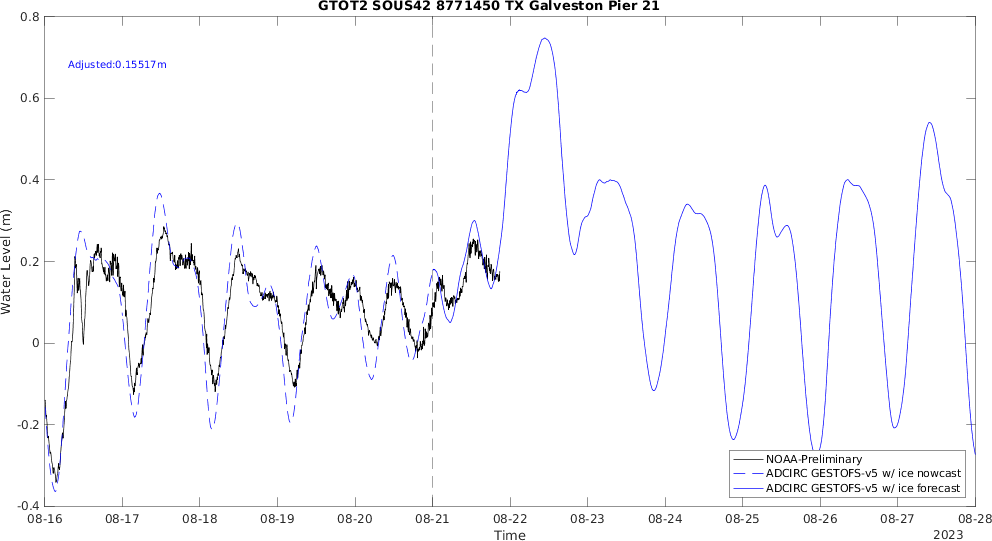 GTOT2 SOUS42 8771450 TX Galveston Pier 21
Adjusted:0.15517m
Water Level (m)
0.8
0.6
0.4
0.2
0
-0.2
-0.4
NOAA-Preliminary
ADCIRC GESTOFS-v5 w/ ice nowcast
ADCIRC GESTOFS-v5 w/ ice forecast
08-16 08-17 08-18 08-19 08-20 08-21 08-22 08-23 08-24 08-25 08-26 08-27 08-28
Time
2023